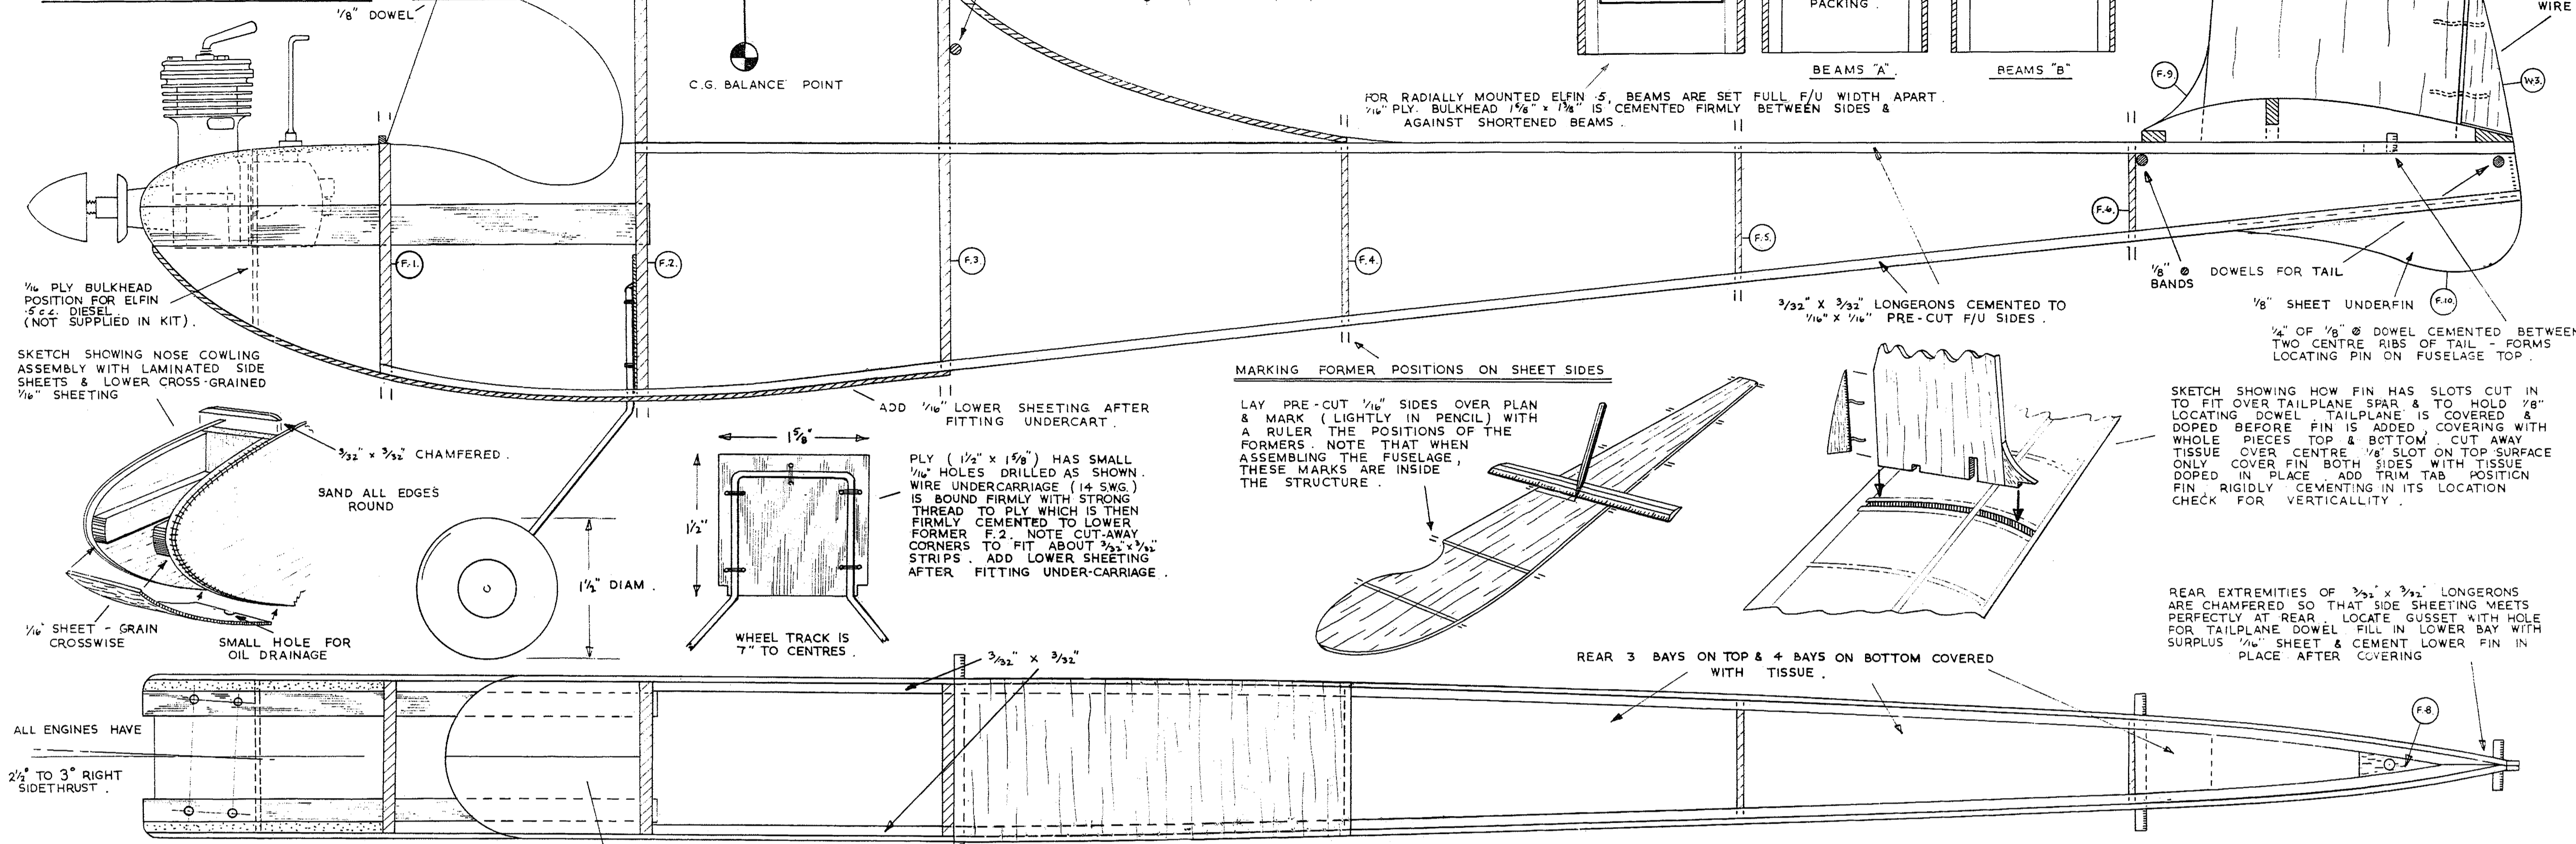 1/8" DOWEL
C.G. BALANCE POINT
PACKING.
BEAMS "A".
BEAMS "B"
WIRE
F.9.
W.3.
FOR RADIALLY MOUNTED ELFIN .5, BEAMS ARE SET FULL F/U WIDTH APART.
1/16" PLY. BULKHEAD 1 5/8" x 1 3/8" IS CEMENTED FIRMLY BETWEEN SIDES &
AGAINST SHORTENED BEAMS.
F.1.
F.2.
F.3.
F.4.
F.5.
F.6.
F.10.
1/16 PLY BULKHEAD
POSITION FOR ELFIN
.5 c.c. DIESEL.
(NOT SUPPLIED IN KIT).
1/8" ø DOWELS FOR TAIL
BANDS
1/8" SHEET UNDERFIN
3/32" x 3/32" LONGERONS CEMENTED TO
1/16" x 1/16" PRE-CUT F/U SIDES.
1/4" OF 1/8" ø DOWEL CEMENTED BETWEEN
TWO CENTRE RIBS OF TAIL - FORMS
LOCATING PIN ON FUSELAGE TOP.
SKETCH SHOWING NOSE COWLING
ASSEMBLY WITH LAMINATED SIDE
SHEETS & LOWER CROSS-GRAINED
1/16" SHEETING
3/32" x 3/32" CHAMFERED.
SAND ALL EDGES
ROUND
1/16" SHEET - GRAIN
CROSSWISE
SMALL HOLE FOR
OIL DRAINAGE
1 1/2" DIAM.
ADD 1/16" LOWER SHEETING AFTER
FITTING UNDERCART.
1 5/8"
1 1/2"
WHEEL TRACK IS
7" TO CENTRES.
PLY (1 1/2" x 1 5/8") HAS SMALL
1/16" HOLES DRILLED AS SHOWN.
WIRE UNDERCARRIAGE (14 S.W.G.)
IS BOUND FIRMLY WITH STRONG
THREAD TO PLY WHICH IS THEN
FIRMLY CEMENTED TO LOWER
FORMER F.2. NOTE CUT-AWAY
CORNERS TO FIT ABOUT 3/32" x 3/32"
STRIPS. ADD LOWER SHEETING
AFTER FITTING UNDER-CARRIAGE.
MARKING FORMER POSITIONS ON SHEET SIDES
LAY PRE-CUT 1/16" SIDES OVER PLAN
& MARK (LIGHTLY IN PENCIL) WITH
A RULER THE POSITIONS OF THE
FORMERS. NOTE THAT WHEN
ASSEMBLING THE FUSELAGE,
THESE MARKS ARE INSIDE
THE STRUCTURE.
SKETCH SHOWING HOW FIN HAS SLOTS CUT IN
TO FIT OVER TAILPLANE SPAR & TO HOLD 1/8"
LOCATING DOWEL TAILPLANE IS COVERED &
DOPED BEFORE FIN IS ADDED, COVERING WITH
WHOLE PIECES TOP & BOTTOM. CUT AWAY
TISSUE OVER CENTRE 1/8" SLOT ON TOP SURFACE
ONLY COVER FIN BOTH SIDES WITH TISSUE
DOPED IN PLACE. ADD TRIM TAB POSITION
FIN, RIGIDLY CEMENTING IN ITS LOCATION
CHECK FOR VERTICALLITY.
REAR EXTREMITIES OF 3/32" x 3/32" LONGERONS
ARE CHAMFERED SO THAT SIDE SHEETING MEETS
PERFECTLY AT REAR. LOCATE GUSSET WITH HOLE
FOR TAILPLANE DOWEL FILL IN LOWER BAY WITH
SURPLUS 1/16" SHEET & CEMENT LOWER FIN IN
PLACE AFTER COVERING
3/32" x 3/32"
REAR 3 BAYS ON TOP & 4 BAYS ON BOTTOM COVERED
WITH TISSUE.
F.8.
ALL ENGINES HAVE
2 1/2° TO 3° RIGHT
SIDETHRUST.